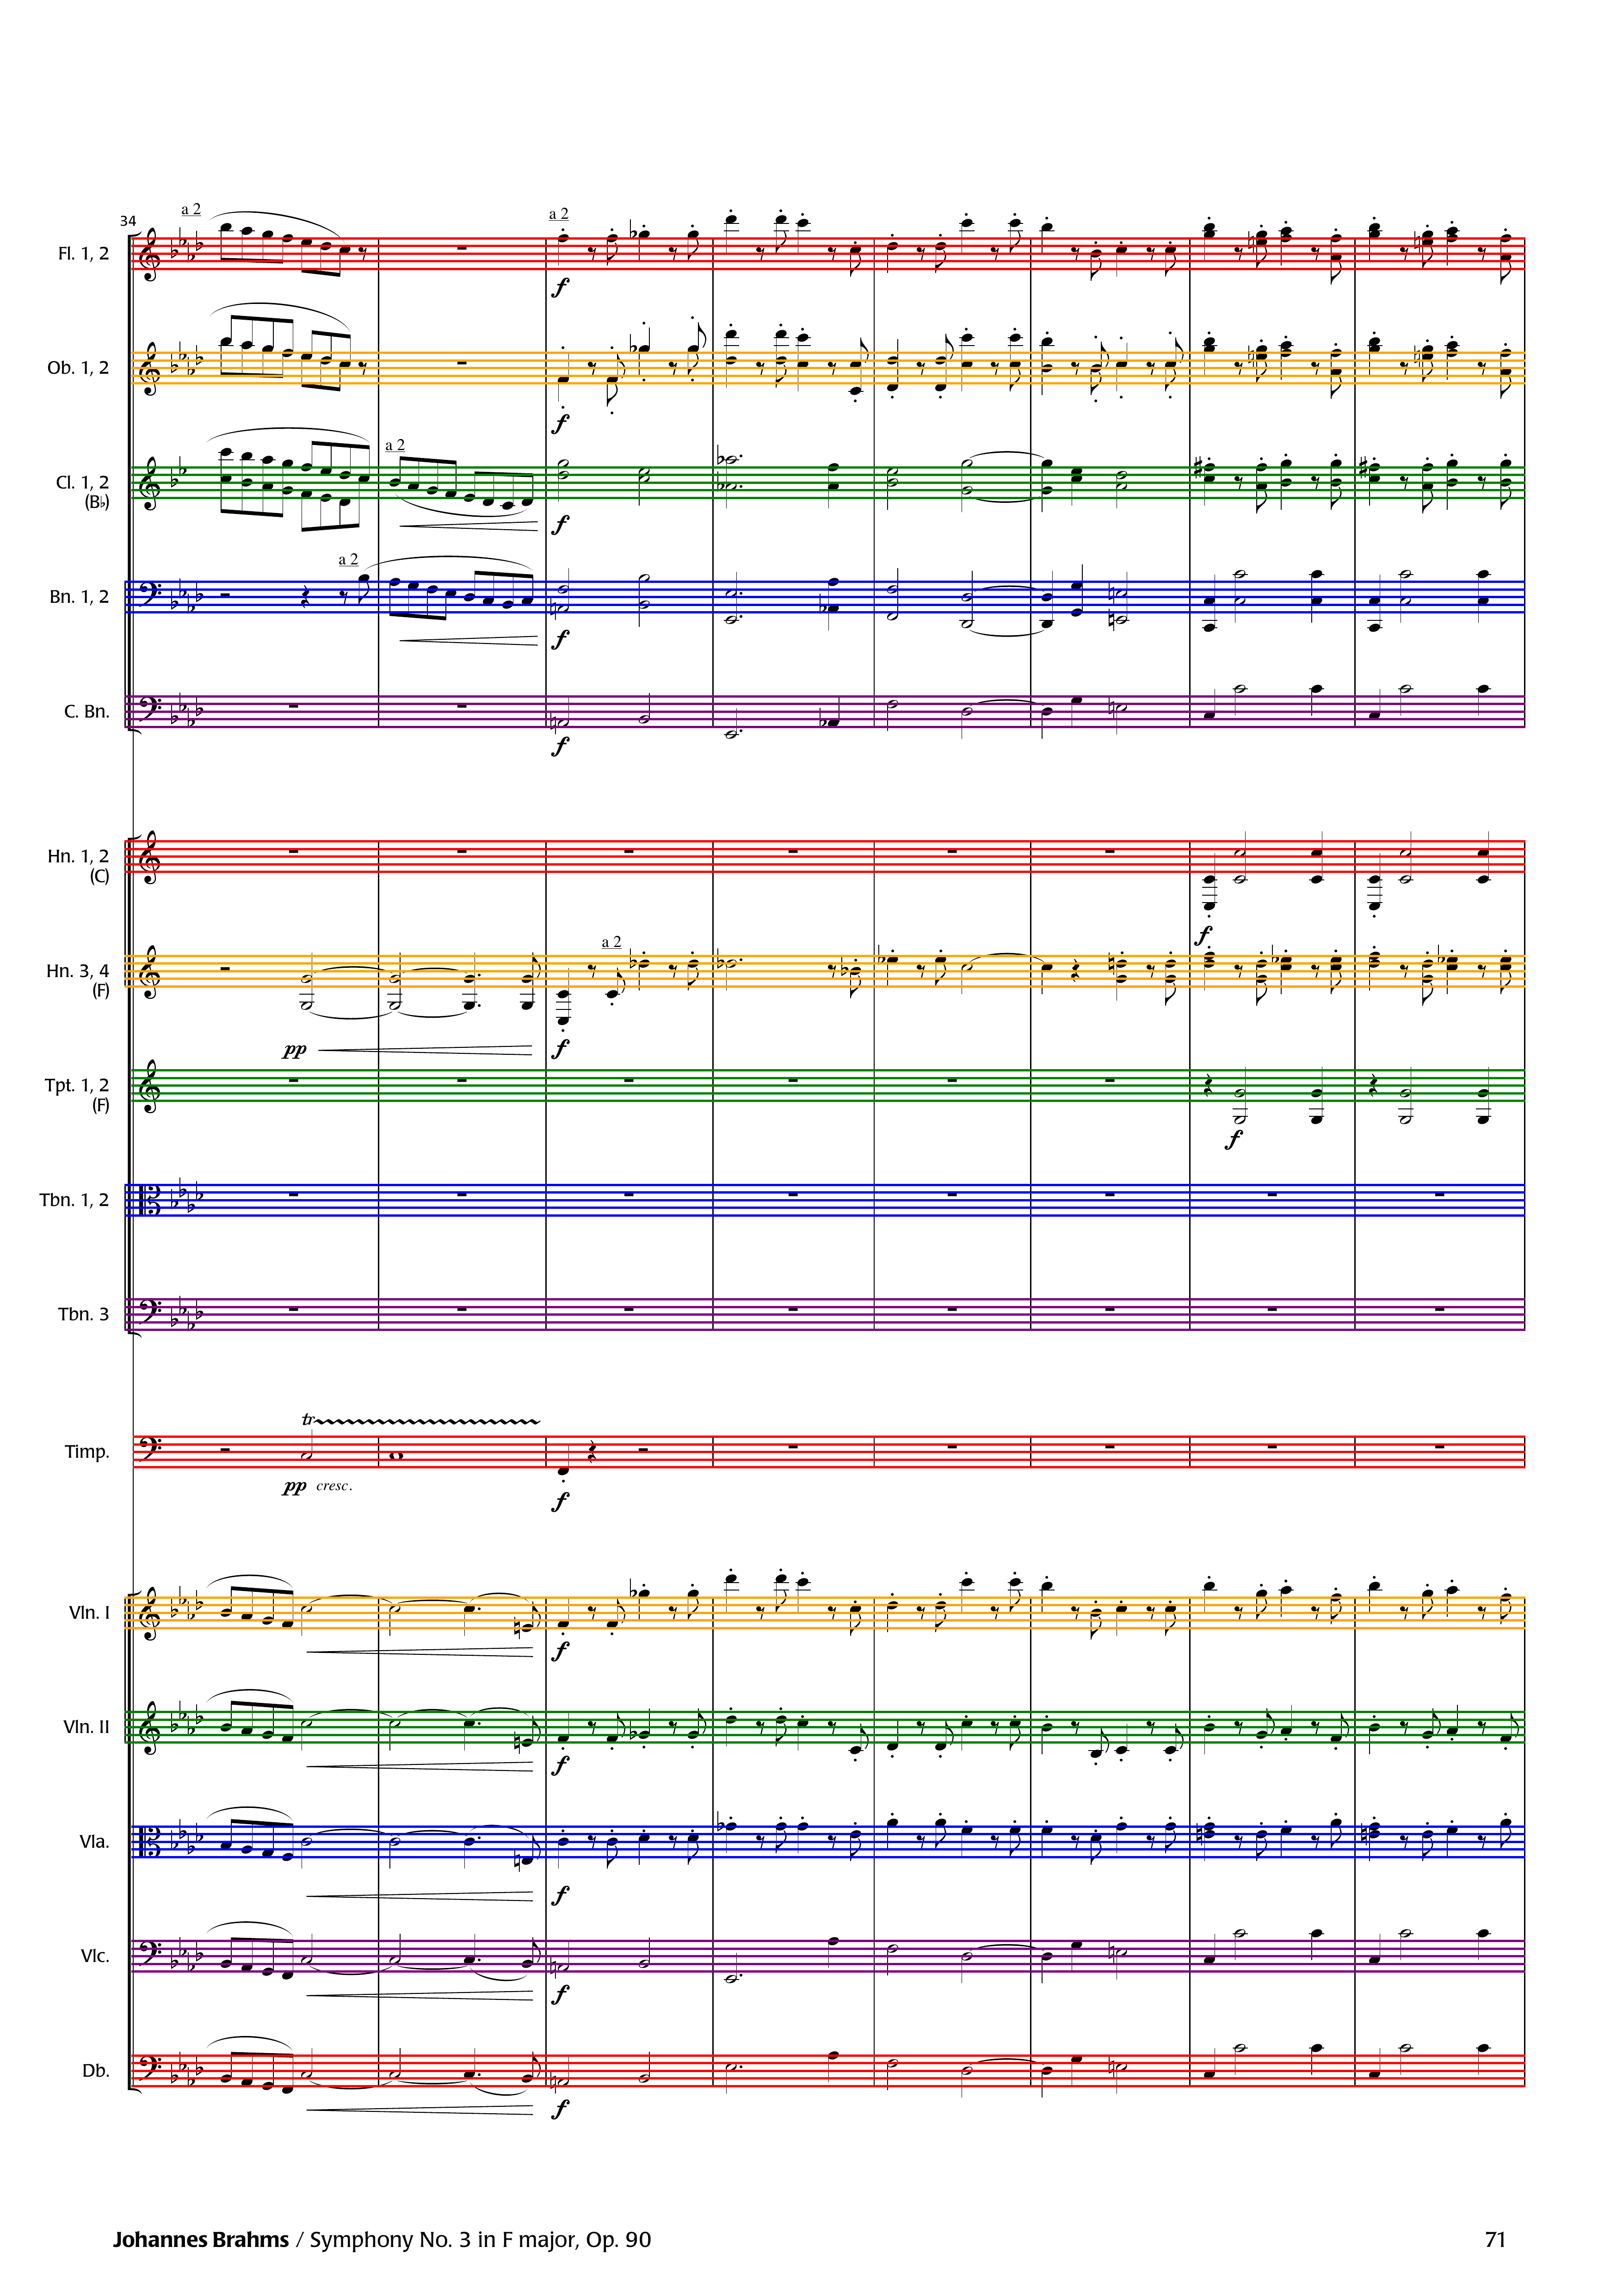 a 2
34
Fl. 1, 2
a 2
f
Ob. 1, 2
f
Cl. 1, 2
(B♭)
a 2
f
Bn. 1, 2
a 2
f
C. Bn.
f
Hn. 1, 2
(C)
f
Hn. 3, 4
(F)
a 2
pp
f
Tpt. 1, 2
(F)
f
Tbn. 1, 2
Tbn. 3
Timp.
tr
pp cresc.
f
Vln. I
f
Vln. II
f
Vla.
f
Vlc.
f
Db.
f
Johannes Brahms / Symphony No. 3 in F major, Op. 90
71